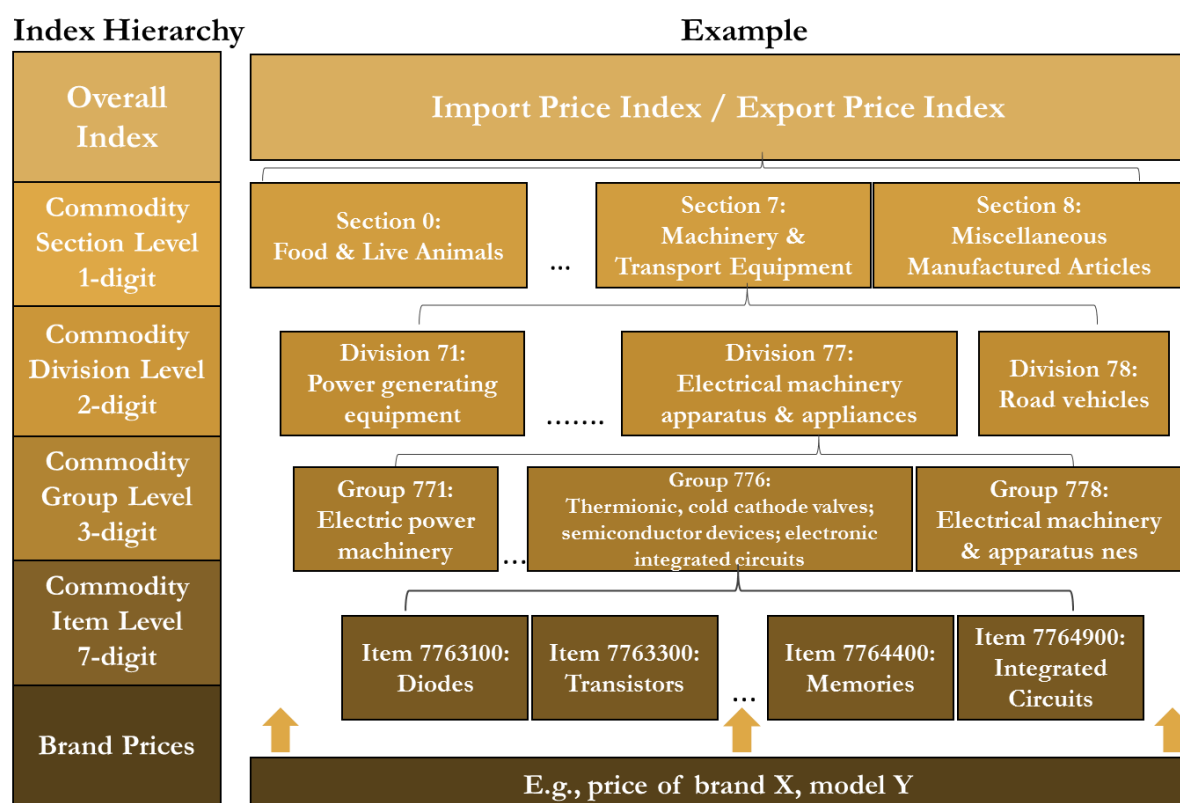 Index Hierarchy
Example
Overall
Index
Import Price Index / Export Price Index
Commodity
Section Level
1-digit
Section 0:
Food & Live Animals
...
Section 7:
Machinery &
Transport Equipment
Section 8:
Miscellaneous
Manufactured Articles
Commodity
Division Level
2-digit
Division 71:
Power generating
equipment
.......
Division 77:
Electrical machinery
apparatus & appliances
Division 78:
Road vehicles
Commodity
Group Level
3-digit
Group 771:
Electric power
machinery
...
Group 776:
Thermionic, cold cathode valves;
semiconductor devices; electronic
integrated circuits
Group 778:
Electrical machinery
& apparatus nes
Commodity
Item Level
7-digit
Item 7763100:
Diodes
Item 7763300:
Transistors
...
Item 7764400:
Memories
Item 7764900:
Integrated
Circuits
Brand Prices
E.g., price of brand X, model Y